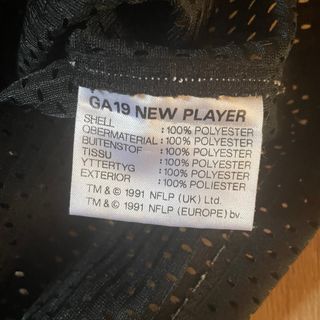 GA19 NEW PLAYER
SHELL : 100% POLYESTER
OBERMATERIAL : 100% POLYESTER
BUITENSTOF : 100% POLYESTER
TISSU : 100% POLYESTER
YTTERTYG : 100% POLYESTER
EXTERIOR : 100% POLIESTER
TM & © 1991 NFLP (UK) Ltd.
TM & © 1991 NFLP (EUROPE) bv.